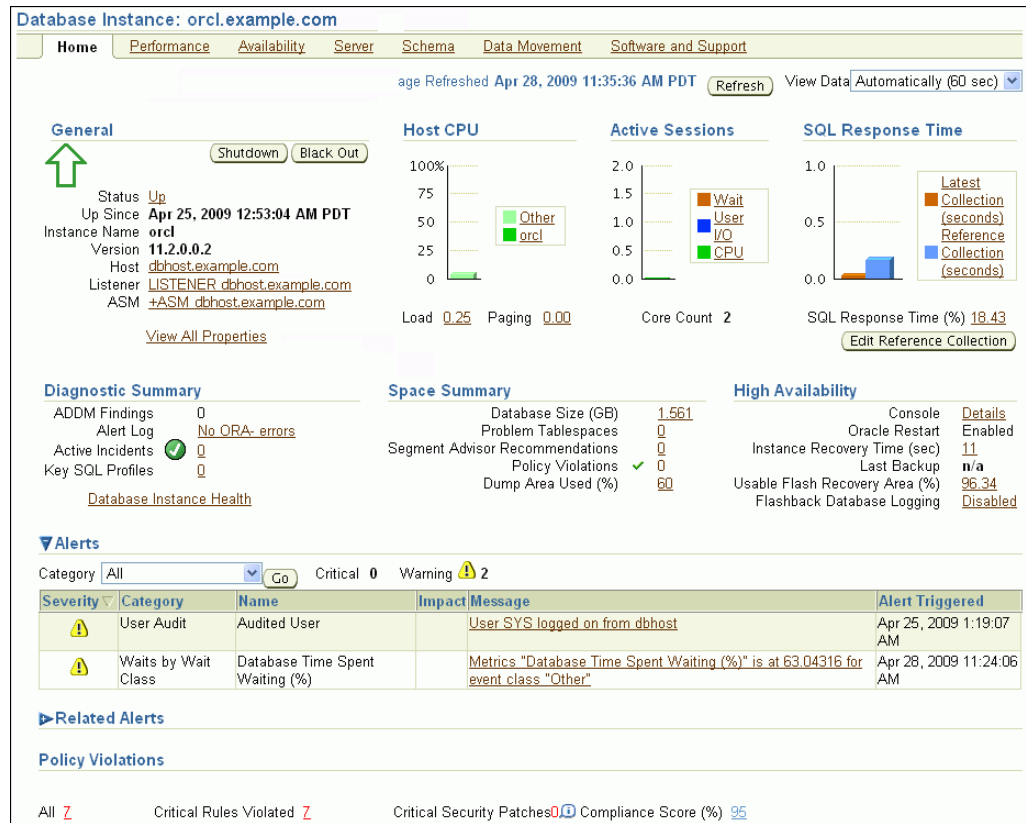 Database Instance: orcl.example.com
Home Performance Availability Server Schema Data Movement Software and Support
age Refreshed Apr 28, 2009 11:35:36 AM PDT Refresh View Data Automatically (60 sec)
General
Shutdown Black Out
Status Up
Up Since Apr 25, 2009 12:53:04 AM PDT
Instance Name orcl
Version 11.2.0.0.2
Host dbhost.example.com
Listener LISTENER dbhost.example.com
ASM +ASM dbhost.example.com
View All Properties
Host CPU
100%
75
50
25
0
Other
orcl
Load 0.25 Paging 0.00
Active Sessions
2.0
1.5
1.0
0.5
0.0
Wait
User
I/O
CPU
Core Count 2
SQL Response Time
1.0
0.5
0.0
Latest
Collection
(seconds)
Reference
Collection
(seconds)
SQL Response Time (%) 18.43
Edit Reference Collection
Diagnostic Summary
ADDM Findings 0
Alert Log No ORA- errors
Active Incidents 0
Key SQL Profiles 0
Database Instance Health
Space Summary
Database Size (GB) 1.561
Problem Tablespaces 0
Segment Advisor Recommendations 0
Policy Violations 0
Dump Area Used (%) 60
High Availability
Console Details
Oracle Restart Enabled
Instance Recovery Time (sec) 11
Last Backup n/a
Usable Flash Recovery Area (%) 96.34
Flashback Database Logging Disabled
Alerts
Category All Go Critical 0 Warning 2
Severity Category Name Impact Message Alert Triggered
User Audit Audited User User SYS logged on from dbhost Apr 25, 2009 1:19:07
AM
Waits by Wait Database Time Spent Metrics "Database Time Spent Waiting (%)" is at 63.04316 for Apr 28, 2009 11:24:06
Class Waiting (%) event class "Other" AM
Related Alerts
Policy Violations
All 7 Critical Rules Violated 7 Critical Security Patches 0 Compliance Score (%) 95